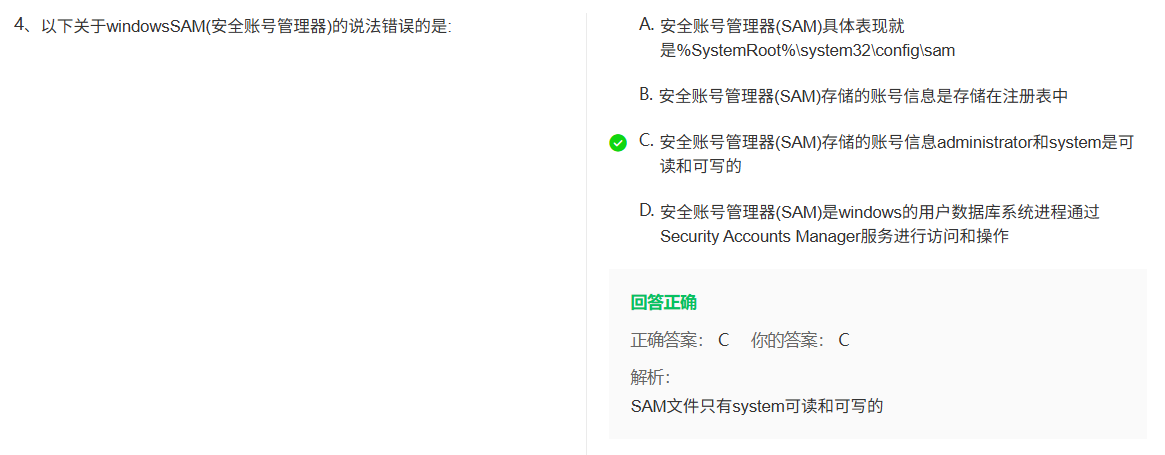 4、以下关于windowsSAM(安全账号管理器)的说法错误的是:
A. 安全账号管理器(SAM)具体表现就
是%SystemRoot%\system32\config\sam
B. 安全账号管理器(SAM)存储的账号信息是存储在注册表中
C. 安全账号管理器(SAM)存储的账号信息administrator和system是可
读和可写的
D. 安全账号管理器(SAM)是windows的用户数据库系统进程通过
Security Accounts Manager服务进行访问和操作
回答正确
正确答案： C 你的答案： C
解析：
SAM文件只有system可读和可写的